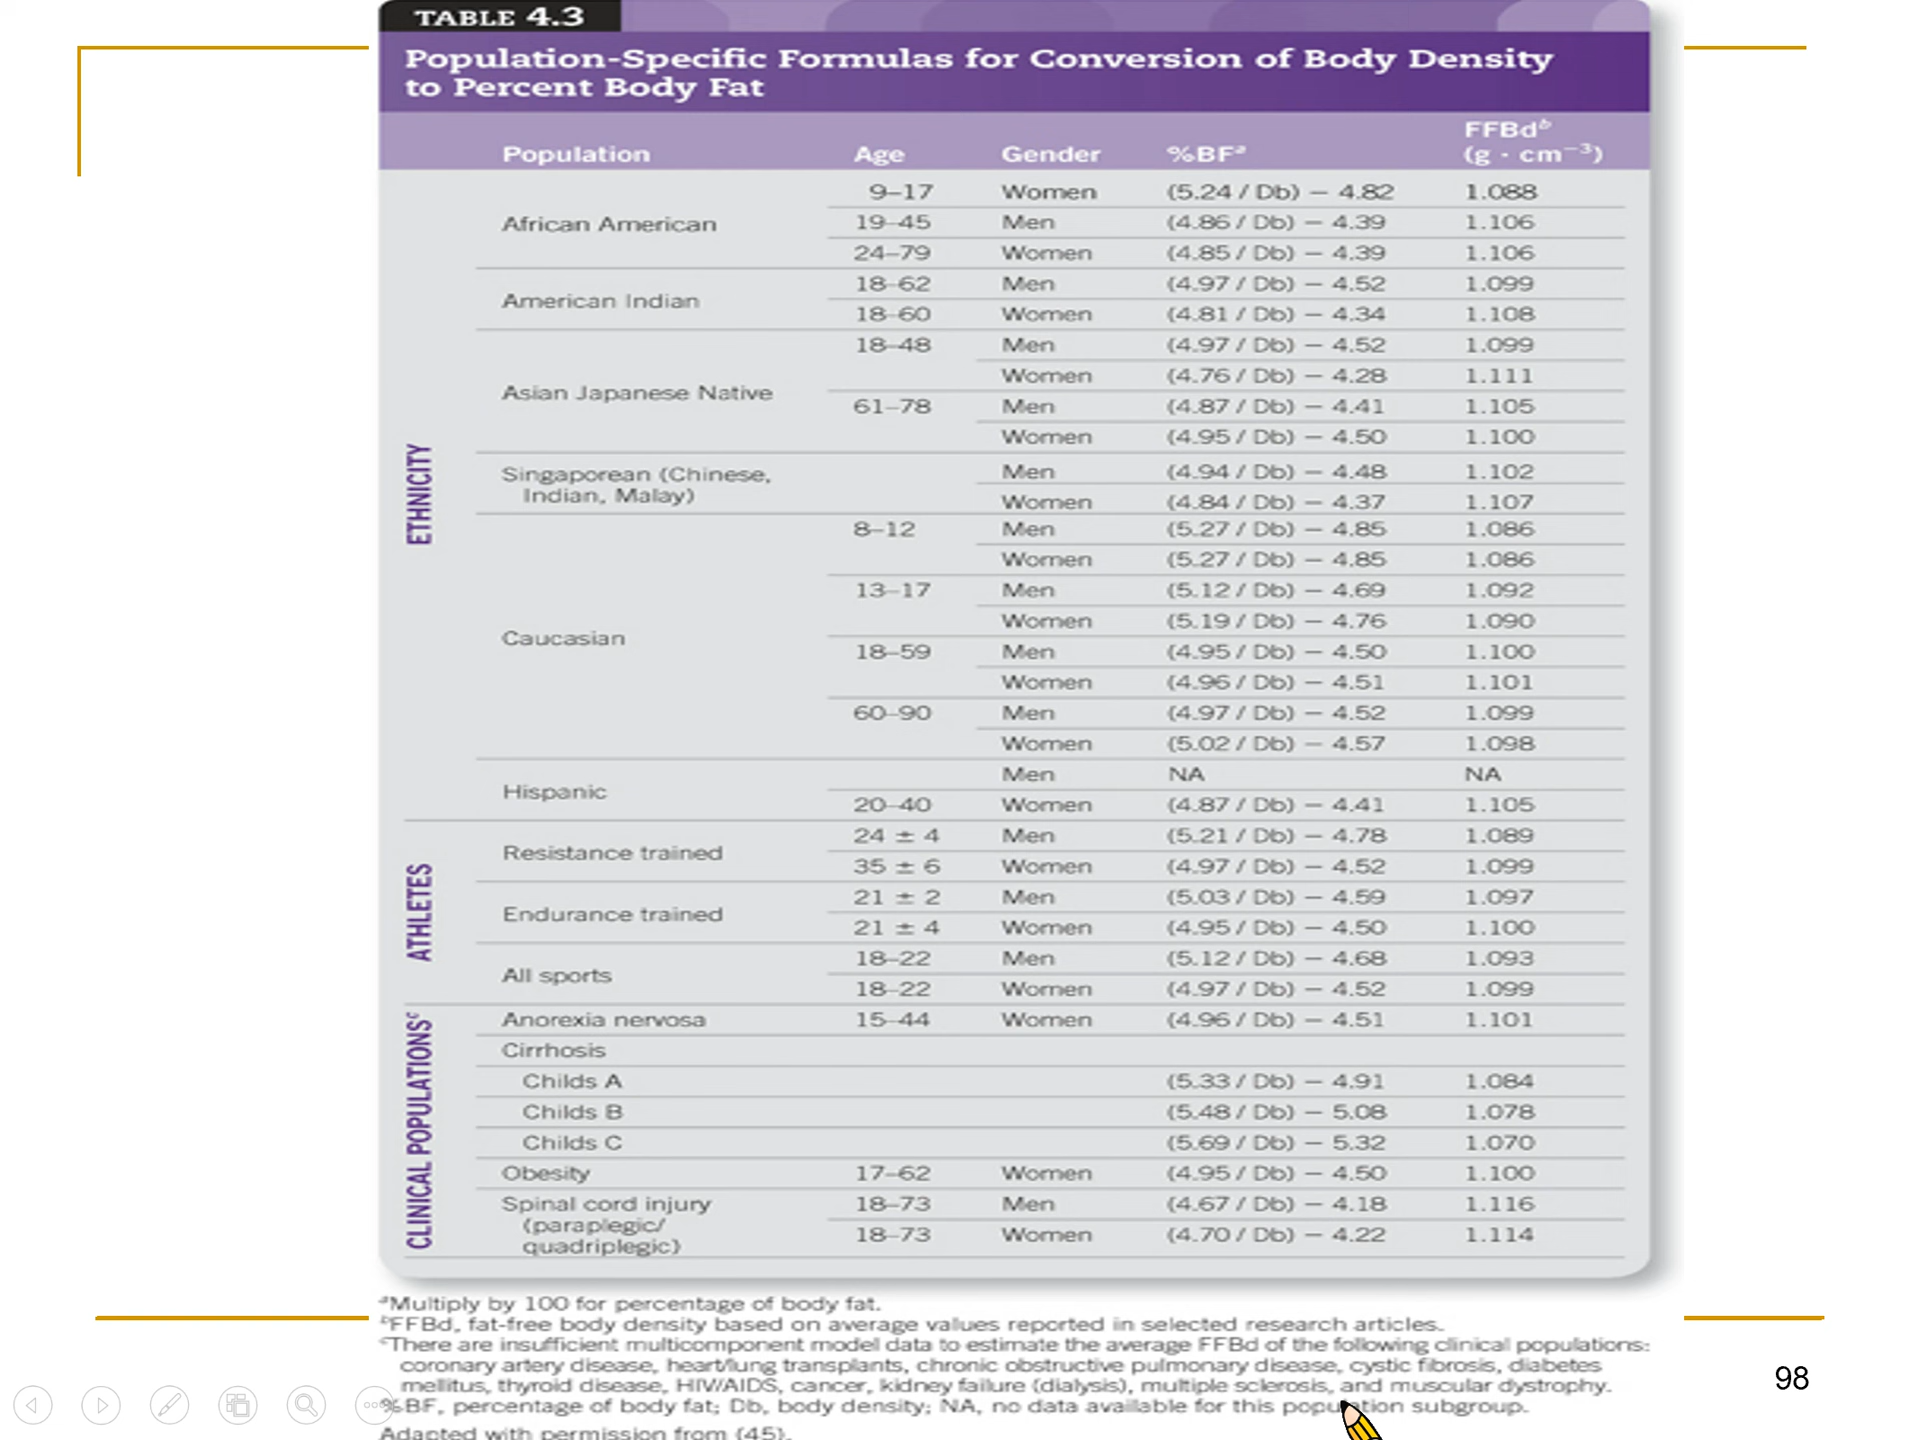 TABLE 4.3
Population-Specific Formulas for Conversion of Body Density
to Percent Body Fat
Population Age Gender %BFᵃ FFBdᵇ (g · cm⁻³)
ETHNICITY
African American
9–17 Women (5.24 / Db) − 4.82 1.088
19–45 Men (4.86 / Db) − 4.39 1.106
24–79 Women (4.85 / Db) − 4.39 1.106
American Indian
18–62 Men (4.97 / Db) − 4.52 1.099
18–60 Women (4.81 / Db) − 4.34 1.108
Asian Japanese Native
18–48 Men (4.97 / Db) − 4.52 1.099
Women (4.76 / Db) − 4.28 1.111
61–78 Men (4.87 / Db) − 4.41 1.105
Women (4.95 / Db) − 4.50 1.100
Singaporean (Chinese,
Indian, Malay)
Men (4.94 / Db) − 4.48 1.102
Women (4.84 / Db) − 4.37 1.107
Caucasian
8–12 Men (5.27 / Db) − 4.85 1.086
Women (5.27 / Db) − 4.85 1.086
13–17 Men (5.12 / Db) − 4.69 1.092
Women (5.19 / Db) − 4.76 1.090
18–59 Men (4.95 / Db) − 4.50 1.100
Women (4.96 / Db) − 4.51 1.101
60–90 Men (4.97 / Db) − 4.52 1.099
Women (5.02 / Db) − 4.57 1.098
Hispanic
Men NA NA
20–40 Women (4.87 / Db) − 4.41 1.105
ATHLETES
Resistance trained
24 ± 4 Men (5.21 / Db) − 4.78 1.089
35 ± 6 Women (4.97 / Db) − 4.52 1.099
Endurance trained
21 ± 2 Men (5.03 / Db) − 4.59 1.097
21 ± 4 Women (4.95 / Db) − 4.50 1.100
All sports
18–22 Men (5.12 / Db) − 4.68 1.093
18–22 Women (4.97 / Db) − 4.52 1.099
CLINICAL POPULATIONSᶜ
Anorexia nervosa 15–44 Women (4.96 / Db) − 4.51 1.101
Cirrhosis
Childs A (5.33 / Db) − 4.91 1.084
Childs B (5.48 / Db) − 5.08 1.078
Childs C (5.69 / Db) − 5.32 1.070
Obesity 17–62 Women (4.95 / Db) − 4.50 1.100
Spinal cord injury
(paraplegic/
quadriplegic)
18–73 Men (4.67 / Db) − 4.18 1.116
18–73 Women (4.70 / Db) − 4.22 1.114
ᵃMultiply by 100 for percentage of body fat.
ᵇFFBd, fat-free body density based on average values reported in selected research articles.
ᶜThere are insufficient multicomponent model data to estimate the average FFBd of the following clinical populations:
coronary artery disease, heart/lung transplants, chronic obstructive pulmonary disease, cystic fibrosis, diabetes
mellitus, thyroid disease, HIV/AIDS, cancer, kidney failure (dialysis), multiple sclerosis, and muscular dystrophy.
%BF, percentage of body fat; Db, body density; NA, no data available for this population subgroup.
Adapted with permission from (45).
98